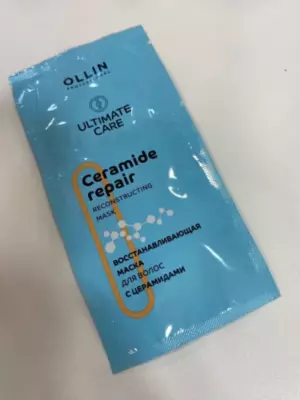 OLLIN
PROFESSIONAL
ULTIMATE
CARE
Ceramide
repair
RECONSTRUCTING
MASK
ВОССТАНАВЛИВАЮЩАЯ
МАСКА
ДЛЯ ВОЛОС
С ЦЕРАМИДАМИ